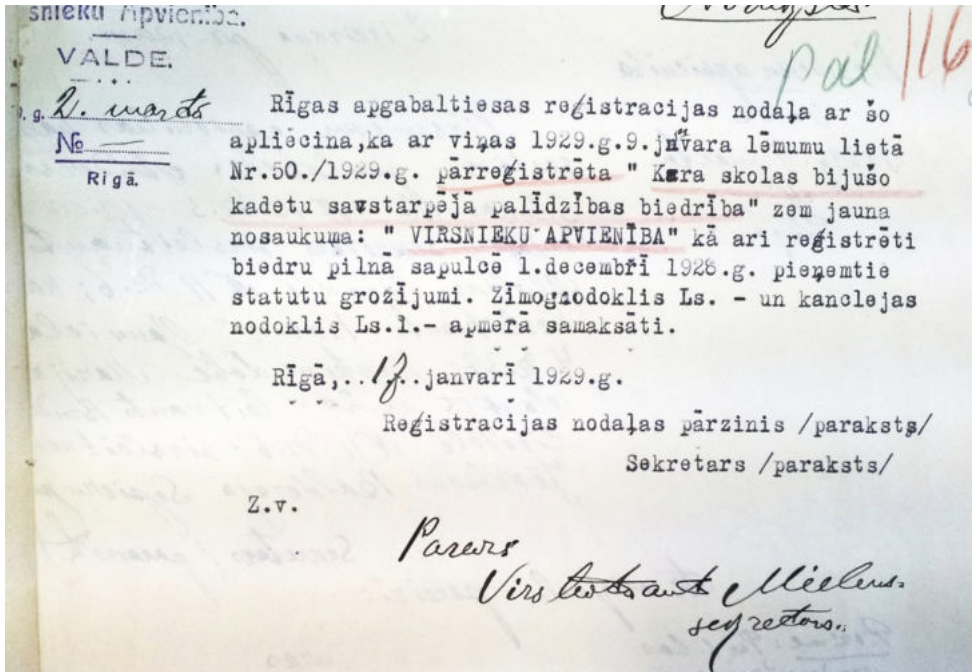 snieku Apvienība.
VALDE.
g. 2. marts
№ —
Rīgā.
Pal 116
Rīgas apgabaltiesas reģistracijas nodaļa ar šo
apliecina,ka ar viņas 1929.g.9.janvara lēmumu lietā
Nr.50./1929.g. pārreģistrēta " Kara skolas bijušo
kadetu savstarpējā palīdzības biedrība" zem jauna
nosaukuma: " VIRSNIEKU APVIENĪBA" kā ari reģistrēti
biedru pilnā sapulcē 1.decembrī 1928.g. pieņemtie
statutu grozījumi. Zīmognodoklis Ls. - un kanclejas
nodoklis Ls.1.- apmērā samaksāti.
Rīgā,..17..janvarī 1929.g.
Reģistracijas nodaļas pārzinis /paraksts/
Sekretars /paraksts/
Z.v.
Pareizs
Virsleitnants
sekretars.